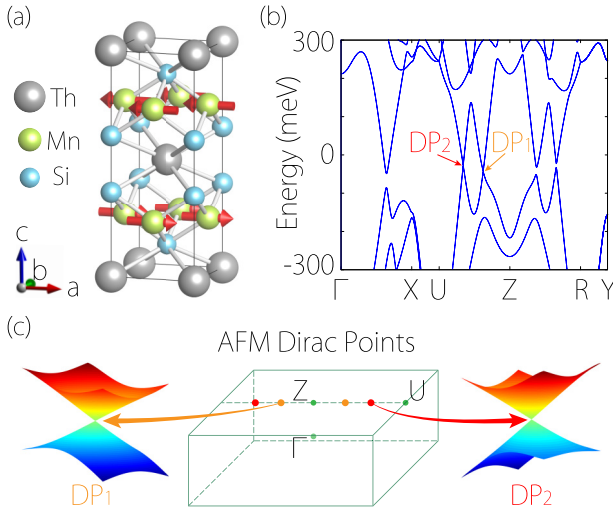 (a)
Th
Mn
Si
c
b
a
(b)
Energy (meV)
300
0
-300
DP2
DP1
Γ
X
U
Z
R
Y
(c)
AFM Dirac Points
Z
U
Γ
DP1
DP2